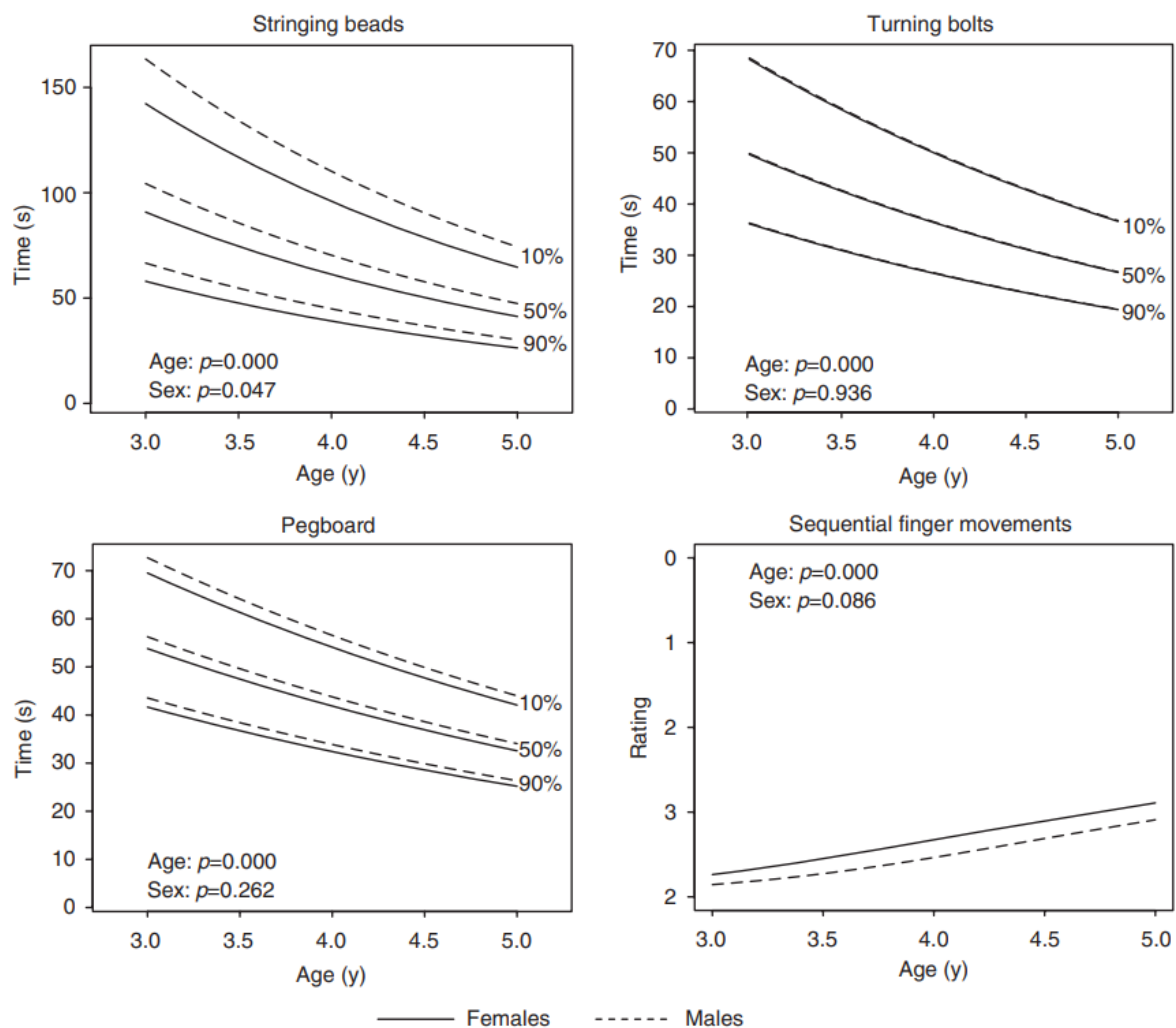 Stringing beads
Time (s)
150
100
50
0
10%
50%
90%
Age: p=0.000
Sex: p=0.047
3.0 3.5 4.0 4.5 5.0
Age (y)
Turning bolts
Time (s)
70
60
50
40
30
20
10
0
10%
50%
90%
Age: p=0.000
Sex: p=0.936
3.0 3.5 4.0 4.5 5.0
Age (y)
Pegboard
Time (s)
70
60
50
40
30
20
10
0
10%
50%
90%
Age: p=0.000
Sex: p=0.262
3.0 3.5 4.0 4.5 5.0
Age (y)
Sequential finger movements
Rating
0
1
2
3
2
Age: p=0.000
Sex: p=0.086
3.0 3.5 4.0 4.5 5.0
Age (y)
Females Males